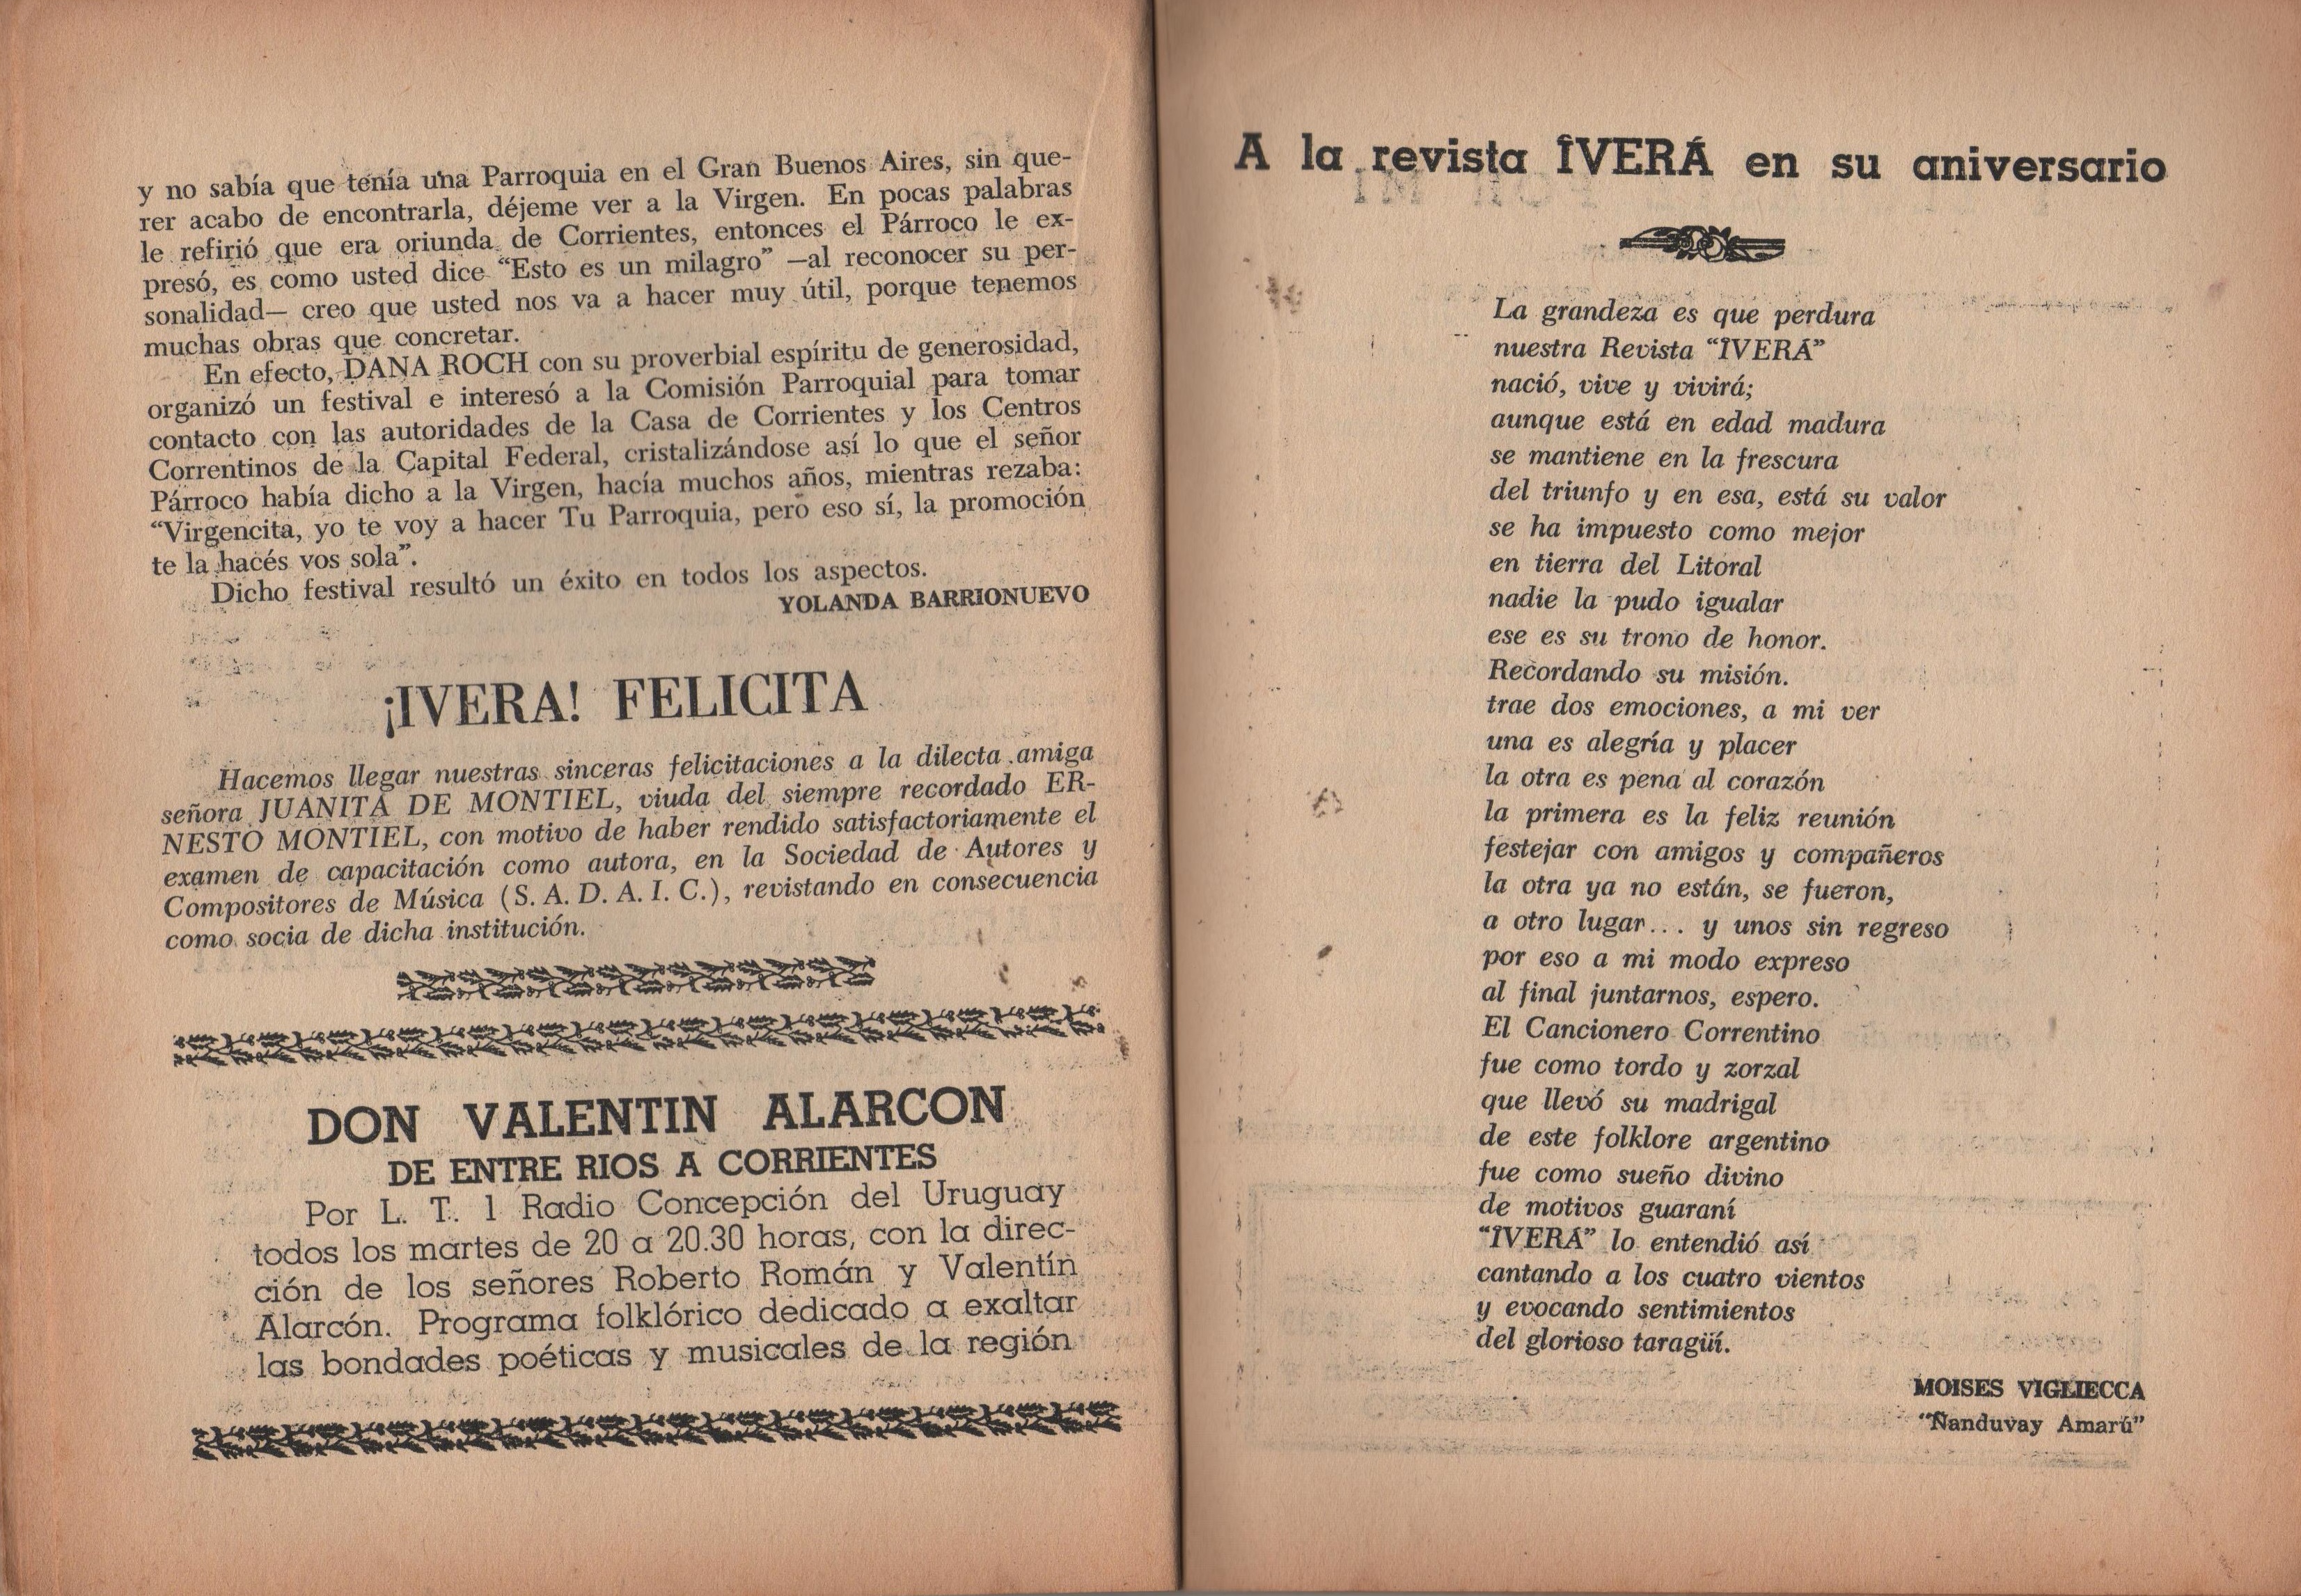 y no sabía que tenía una Parroquia en el Gran Buenos Aires, sin que-
rer acabo de encontrarla, déjeme ver a la Virgen. En pocas palabras
le refirió que era oriunda de Corrientes, entonces el Párroco le ex-
presó, es como usted dice “Esto es un milagro” —al reconocer su per-
sonalidad— creo que usted nos va a hacer muy útil, porque tenemos
muchas obras que concretar.
En efecto, DANA ROCH con su proverbial espíritu de generosidad,
organizó un festival e interesó a la Comisión Parroquial para tomar
contacto con las autoridades de la Casa de Corrientes y los Centros
Correntinos de la Capital Federal, cristalizándose así lo que el señor
Párroco había dicho a la Virgen, hacía muchos años, mientras rezaba:
“Virgencita, yo te voy a hacer Tu Parroquia, pero eso sí, la promoción
te la hacés vos sola”.
Dicho festival resultó un éxito en todos los aspectos.
YOLANDA BARRIONUEVO
¡IVERA! FELICITA
Hacemos llegar nuestras sinceras felicitaciones a la dilecta amiga
señora JUANITA DE MONTIEL, viuda del siempre recordado ER-
NESTO MONTIEL, con motivo de haber rendido satisfactoriamente el
examen de capacitación como autora, en la Sociedad de Autores y
Compositores de Música (S. A. D. A. I. C.), revistando en consecuencia
como socia de dicha institución.
DON VALENTIN ALARCON
DE ENTRE RIOS A CORRIENTES
Por L. T. 1 Radio Concepción del Uruguay
todos los martes de 20 a 20.30 horas, con la direc-
ción de los señores Roberto Román y Valentín
Alarcón. Programa folklórico dedicado a exaltar
las bondades poéticas y musicales de la región
A la revista ÎVERÁ en su aniversario
La grandeza es que perdura
nuestra Revista “ÎVERÁ”
nació, vive y vivirá;
aunque está en edad madura
se mantiene en la frescura
del triunfo y en esa, está su valor
se ha impuesto como mejor
en tierra del Litoral
nadie la pudo igualar
ese es su trono de honor.
Recordando su misión.
trae dos emociones, a mi ver
una es alegría y placer
la otra es pena al corazón
la primera es la feliz reunión
festejar con amigos y compañeros
la otra ya no están, se fueron,
a otro lugar... y unos sin regreso
por eso a mi modo expreso
al final juntarnos, espero.
El Cancionero Correntino
fue como tordo y zorzal
que llevó su madrigal
de este folklore argentino
fue como sueño divino
de motivos guaraní
“ÎVERÁ” lo entendió así
cantando a los cuatro vientos
y evocando sentimientos
del glorioso taragüí.
MOISES VIGLIECCA
“Ñanduvay Amarú”